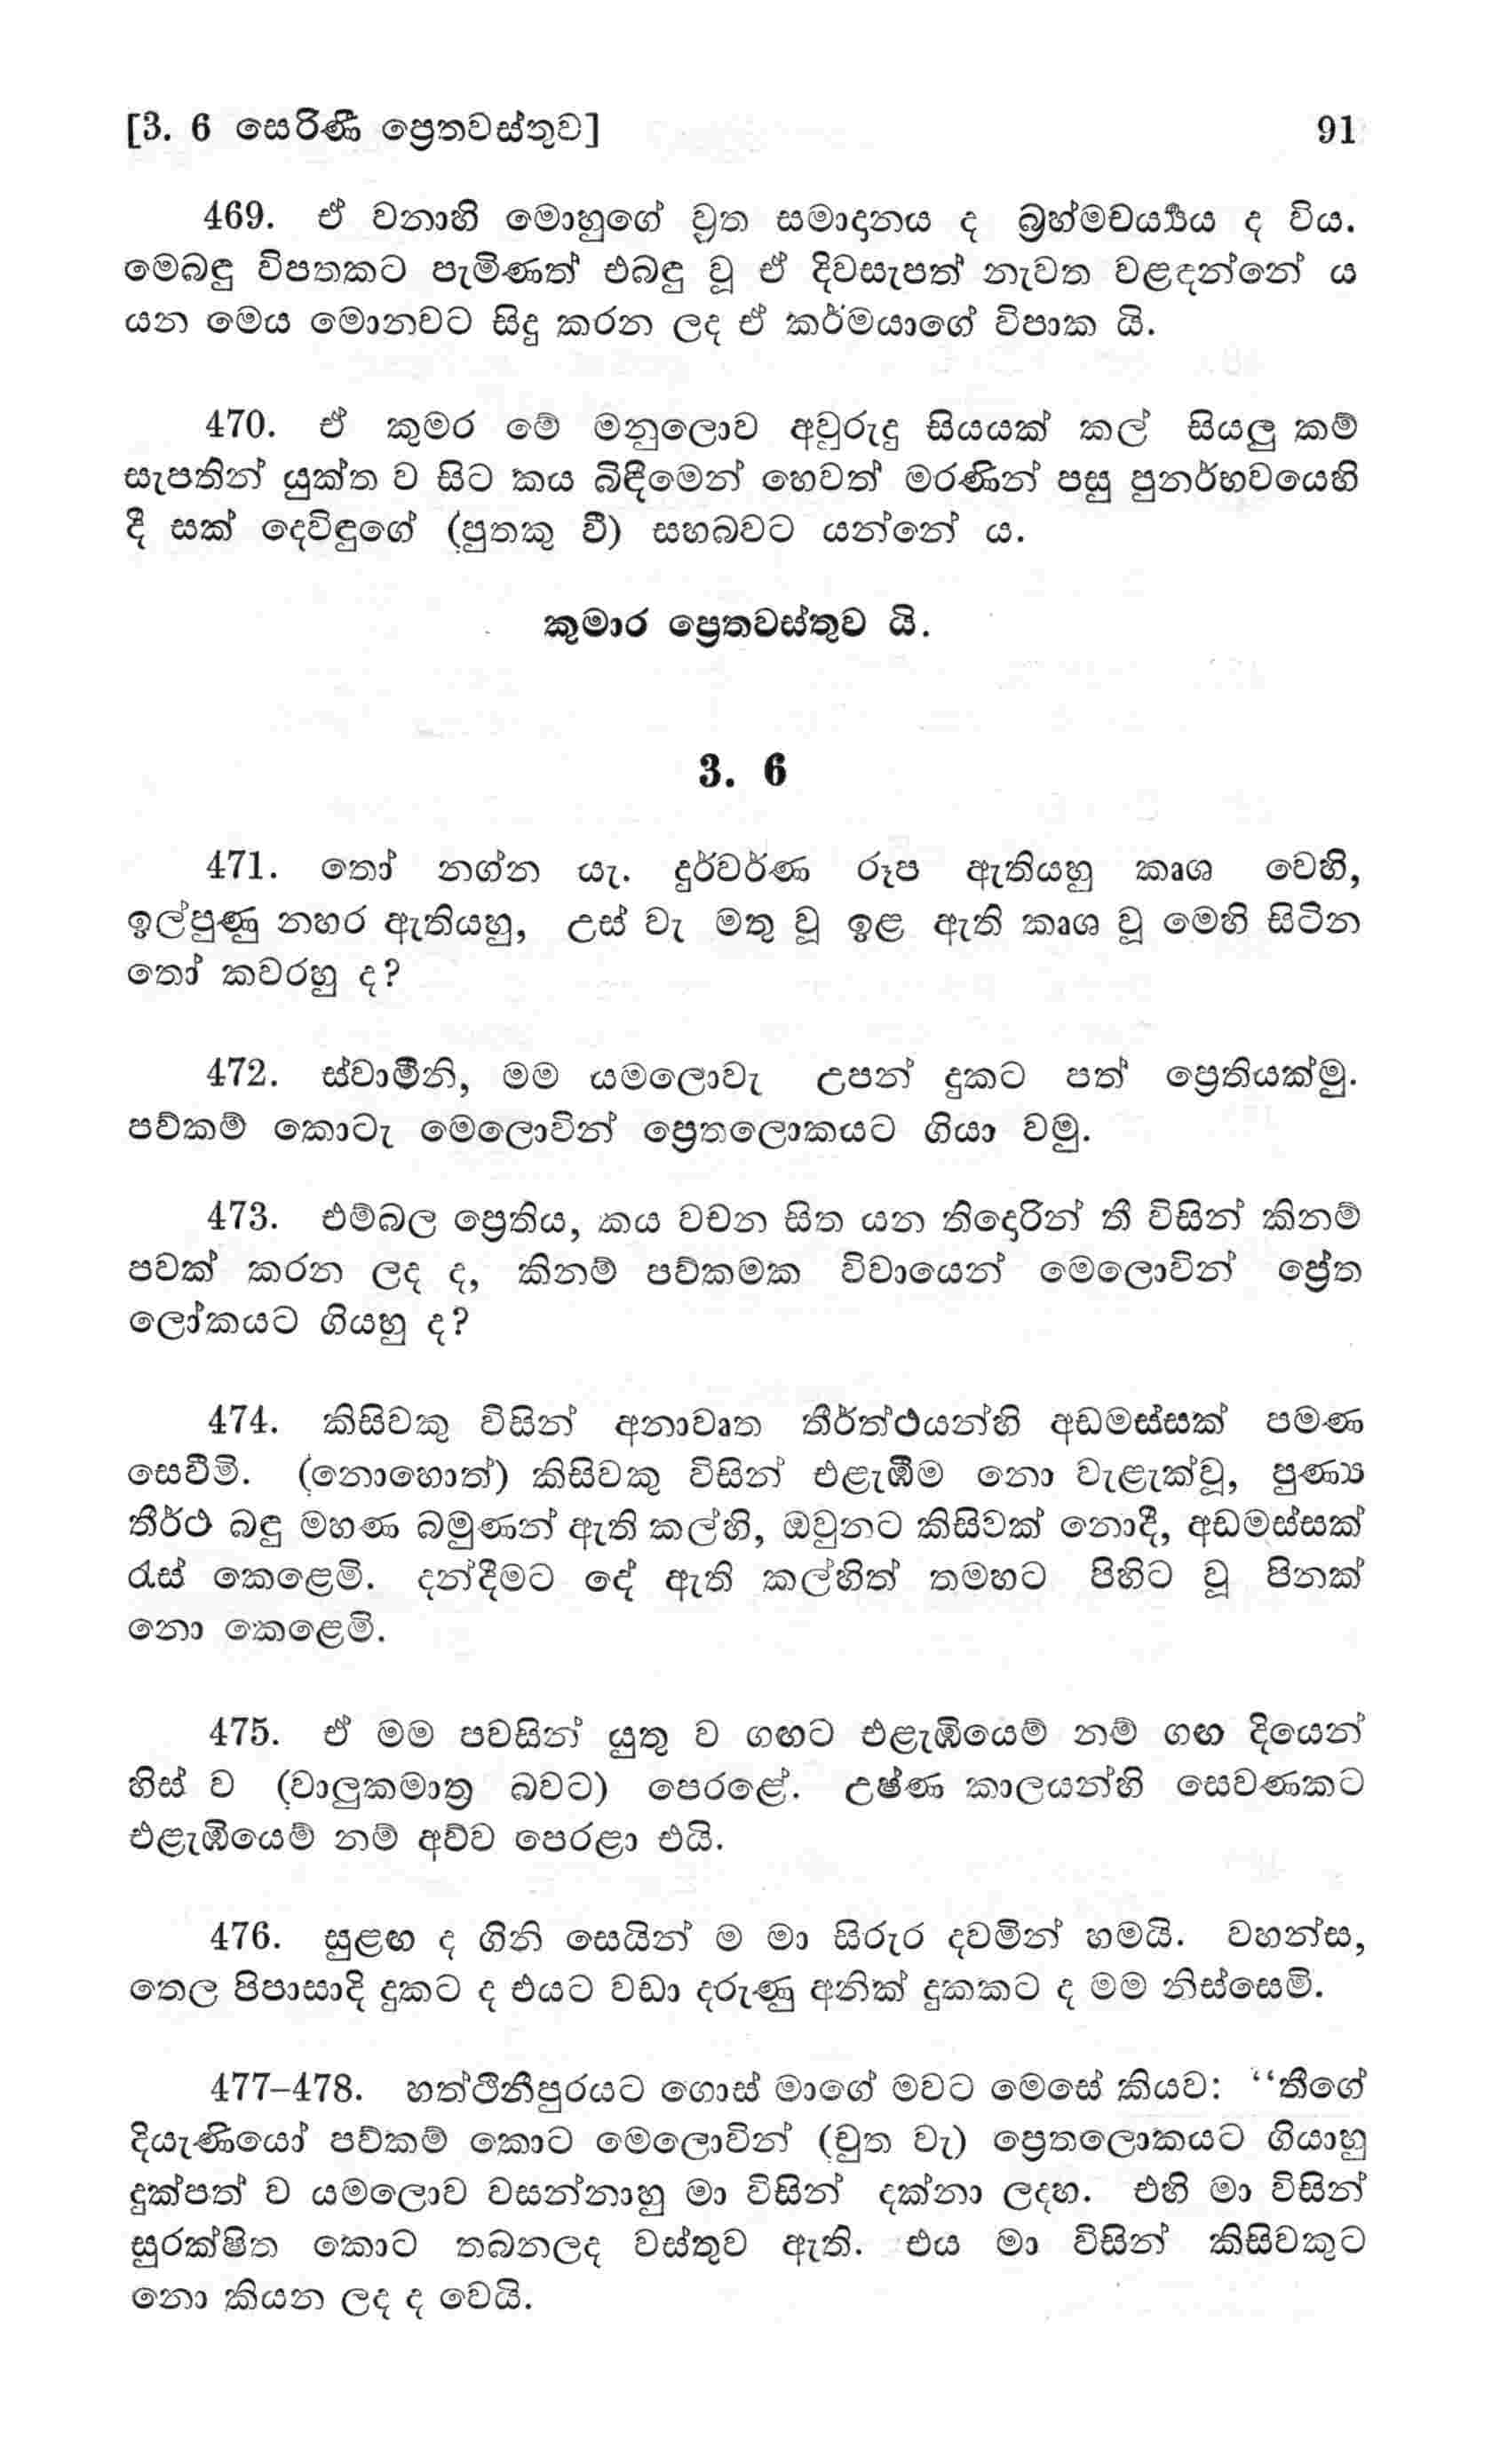 [3. 6 සෙරිණී ප්‍රෙතවස්තුව] 91
469. ඒ වනාහි මොහුගේ වූත සමාදානය ද බ්‍රහ්මචර්‍ය්‍යය ද විය.
මෙබඳු විපතකට පැමිණත් එබඳු වූ ඒ දිවසැපත් නැවත වළඳන්නේ ය
යන මෙය මොනවට සිදු කරන ලද ඒ කර්මයාගේ විපාක යි.
470. ඒ කුමර මේ මනුලොව අවුරුදු සියයක් කල් සියලු කම්
සැපතින් යුක්ත ව සිට කය බිඳීමෙන් හෙවත් මරණින් පසු පුනර්භවයෙහි
දී සක් දෙවිඳුගේ (පුතකු වී) සහබවට යන්නේ ය.
කුමාර ප්‍රෙතවස්තුව යි.
3. 6
471. තෝ නග්න යැ. දුර්වර්ණ රූප ඇතියහු කෘශ වෙහි,
ඉල්පුණු නහර ඇතියහු, උස් වැ මතු වූ ඉළ ඇති කෘශ වූ මෙහි සිටින
තෝ කවරහු ද?
472. ස්වාමීනි, මම යමලොවැ උපන් දුකට පත් ප්‍රෙතියක්මු.
පව්කම් කොටැ මෙලොවින් ප්‍රෙතලොකයට ගියා වමු.
473. එම්බල ප්‍රෙතිය, කය වචන සිත යන තිදොරින් තී විසින් කිනම්
පවක් කරන ලද ද, කිනම් පව්කමක විවායෙන් මෙලොවින් ප්‍රේත
ලෝකයට ගියහු ද?
474. කිසිවකු විසින් අනාවෘත තීර්ත්ථයන්හි අඩමස්සක් පමණ
සෙවීමි. (නොහොත්) කිසිවකු විසින් එළැඹීම නො වැළැක්වූ, පුණ්‍ය
තීර්ථ බඳු මහණ බමුණන් ඇති කල්හි, ඔවුනට කිසිවක් නොදී, අඩමස්සක්
රැස් කෙළෙමි. දන්දීමට දේ ඇති කල්හිත් තමහට පිහිට වූ පිනක්
නො කෙළෙමි.
475. ඒ මම පවසින් යුතු ව ගඟට එළැඹියෙම් නම් ගඟ දියෙන්
හිස් ව (වාලුකමාත්‍ර බවට) පෙරළේ. උෂ්ණ කාලයන්හි සෙවණකට
එළැඹියෙම් නම් අව්ව පෙරළා එයි.
476. සුළඟ ද ගිනි සෙයින් ම මා සිරුර දවමින් හමයි. වහන්ස,
තෙල පිපාසාදි දුකට ද එයට වඩා දරුණු අනික් දුකකට ද මම නිස්සෙමි.
477–478. හත්ථිනීපුරයට ගොස් මාගේ මවට මෙසේ කියව: “තීගේ
දියැණියෝ පව්කම් කොට මෙලොවින් (චුත වැ) ප්‍රෙතලොකයට ගියාහු
දුක්පත් ව යමලොව වසන්නාහු මා විසින් දක්නා ලදහ. එහි මා විසින්
සුරක්ෂිත කොට තබනලද වස්තුව ඇති. එය මා විසින් කිසිවකුට
නො කියන ලද ද වෙයි.